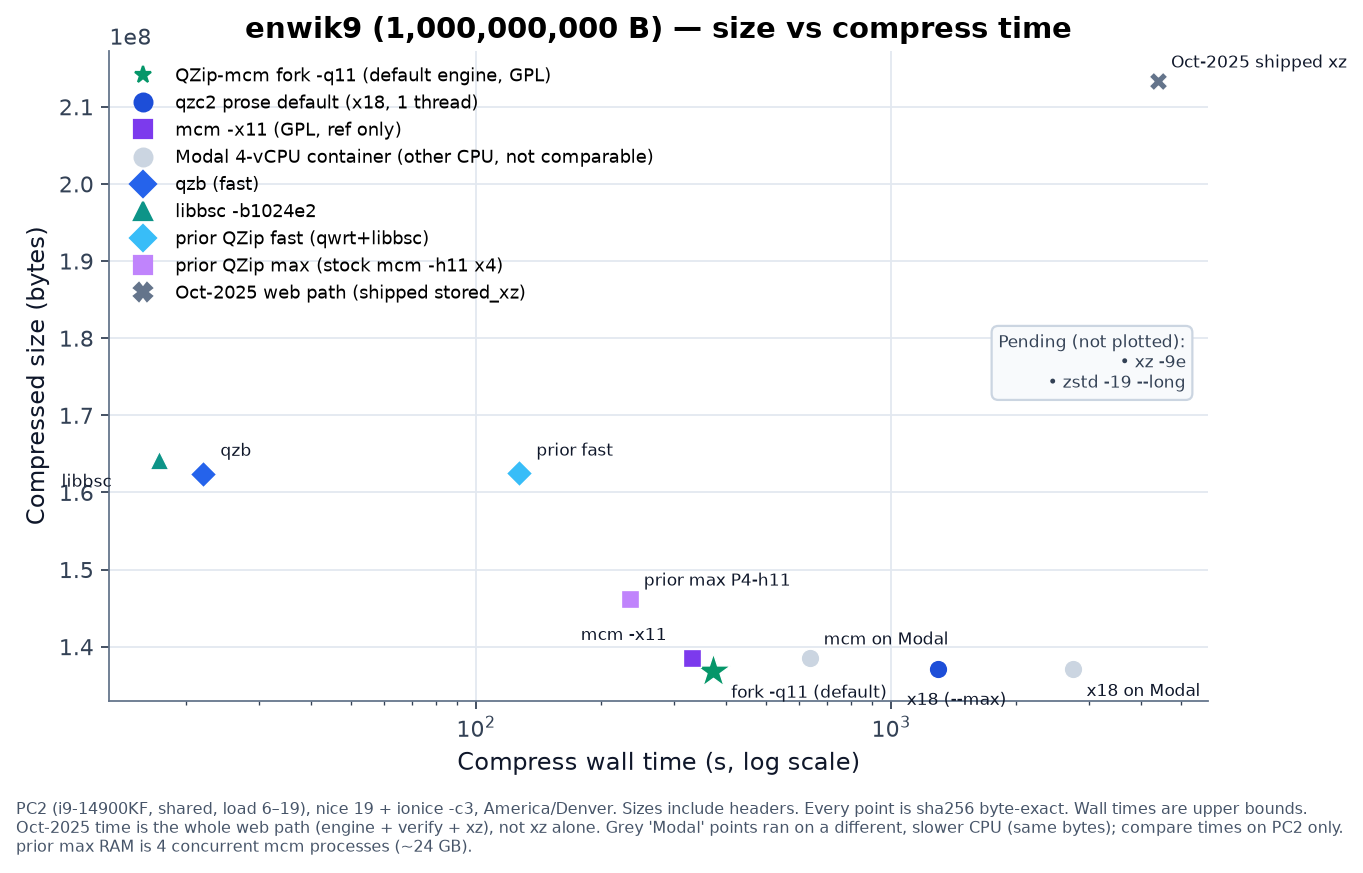 enwik9 (1,000,000,000 B) — size vs compress time
1e8
Oct-2025 shipped xz
QZip-mcm fork -q11 (default engine, GPL)
qzc2 prose default (x18, 1 thread)
mcm -x11 (GPL, ref only)
Modal 4-vCPU container (other CPU, not comparable)
qzb (fast)
libbsc -b1024e2
prior QZip fast (qwrt+libbsc)
prior QZip max (stock mcm -h11 x4)
Oct-2025 web path (shipped stored_xz)
2.1
2.0
1.9
1.8
1.7
1.6
1.5
1.4
Compressed size (bytes)
Pending (not plotted):
• xz -9e
• zstd -19 --long
qzb
prior fast
libbsc
prior max P4-h11
mcm -x11
mcm on Modal
fork -q11 (default)
x18 (--max)
x18 on Modal
10²
10³
Compress wall time (s, log scale)
PC2 (i9-14900KF, shared, load 6–19), nice 19 + ionice -c3, America/Denver. Sizes include headers. Every point is sha256 byte-exact. Wall times are upper bounds.
Oct-2025 time is the whole web path (engine + verify + xz), not xz alone. Grey 'Modal' points ran on a different, slower CPU (same bytes); compare times on PC2 only.
prior max RAM is 4 concurrent mcm processes (~24 GB).